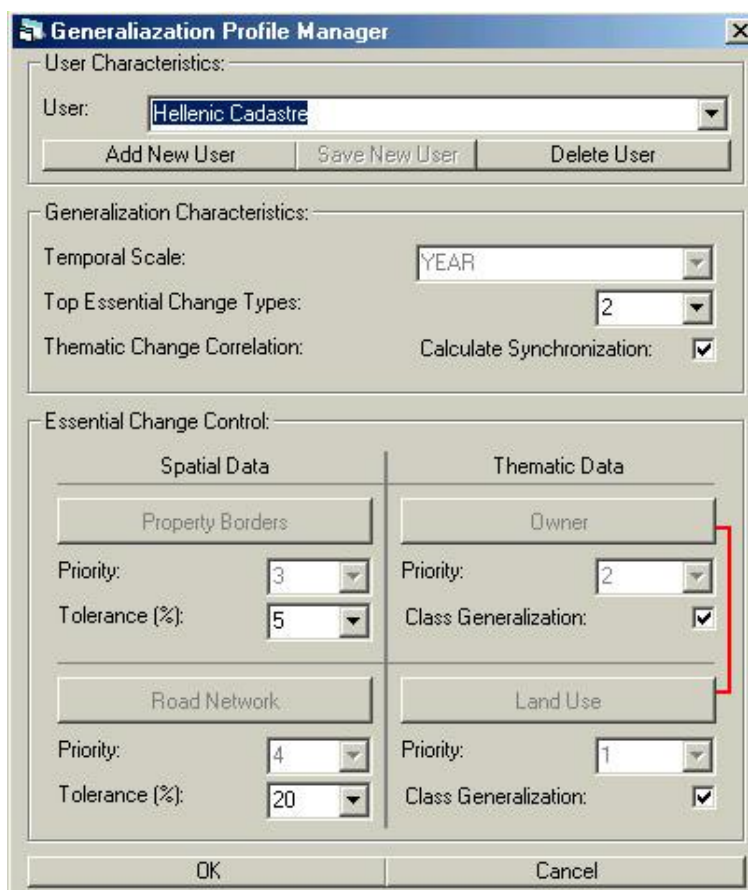 Generaliazation Profile Manager
User Characteristics:
User: Hellenic Cadastre
Add New User Save New User Delete User
Generalization Characteristics:
Temporal Scale: YEAR
Top Essential Change Types: 2
Thematic Change Correlation: Calculate Synchronization:
Essential Change Control:
Spatial Data Thematic Data
Property Borders Owner
Priority: 3 Priority: 2
Tolerance (%): 5 Class Generalization:
Road Network Land Use
Priority: 4 Priority: 1
Tolerance (%): 20 Class Generalization:
OK Cancel